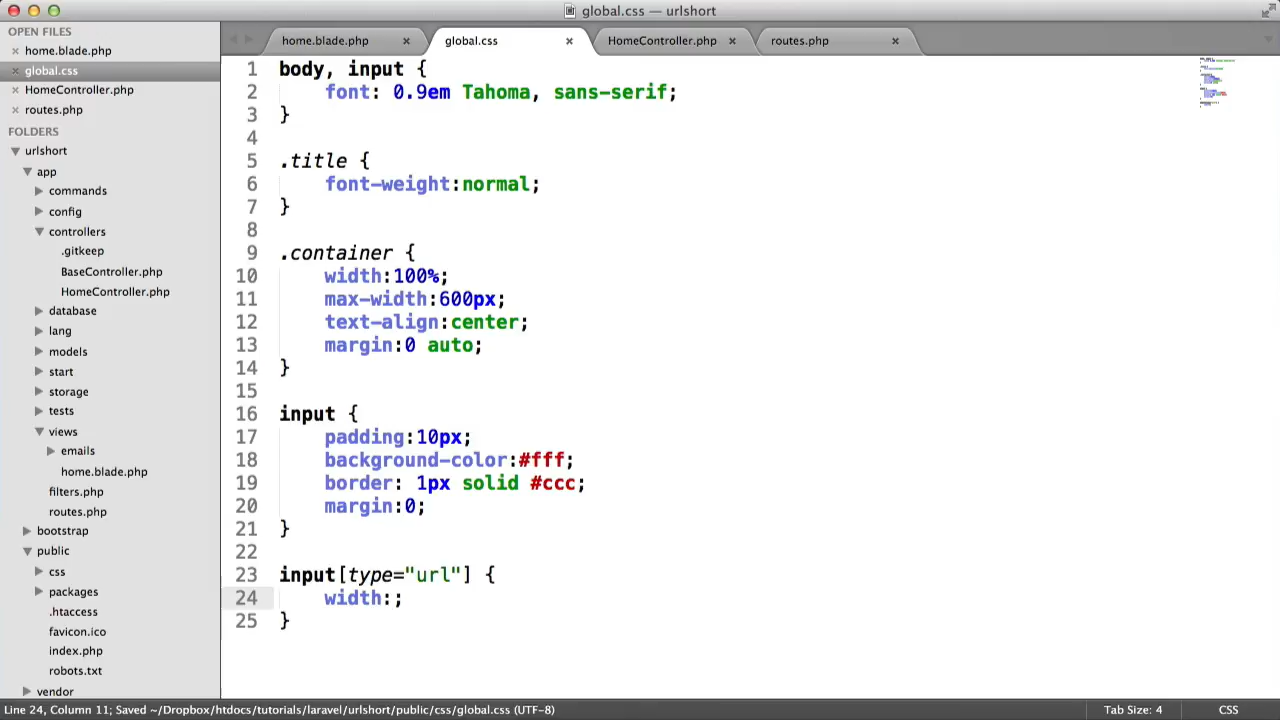 global.css — urlshort
OPEN FILES
home.blade.php
global.css
HomeController.php
routes.php
FOLDERS
urlshort
app
commands
config
controllers
.gitkeep
BaseController.php
HomeController.php
database
lang
models
start
storage
tests
views
emails
home.blade.php
filters.php
routes.php
bootstrap
public
css
packages
.htaccess
favicon.ico
index.php
robots.txt
vendor
home.blade.php
global.css
HomeController.php
routes.php
1 body, input {
2 font: 0.9em Tahoma, sans-serif;
3 }
4
5 .title {
6 font-weight:normal;
7 }
8
9 .container {
10 width:100%;
11 max-width:600px;
12 text-align:center;
13 margin:0 auto;
14 }
15
16 input {
17 padding:10px;
18 background-color:#fff;
19 border: 1px solid #ccc;
20 margin:0;
21 }
22
23 input[type="url"] {
24 width:;
25 }
Line 24, Column 11; Saved ~/Dropbox/htdocs/tutorials/laravel/urlshort/public/css/global.css (UTF-8)
Tab Size: 4
CSS